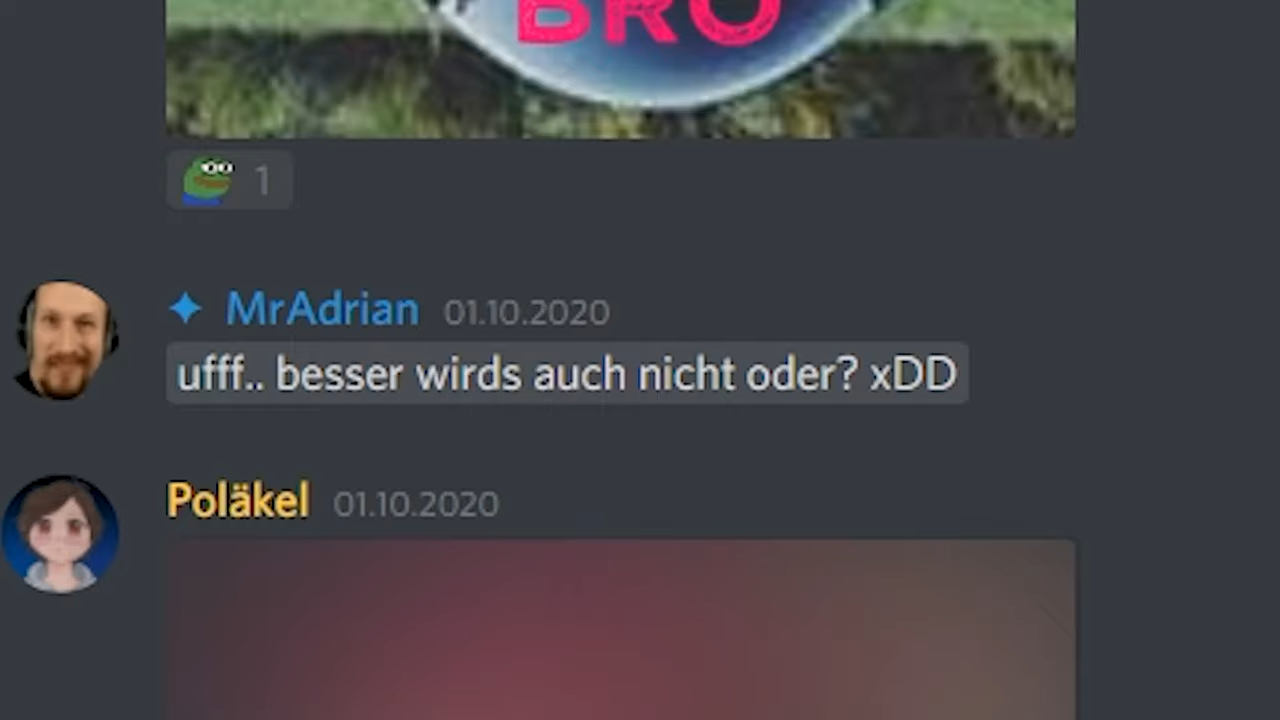 BRO
1
MrAdrian 01.10.2020
ufff.. besser wirds auch nicht oder? xDD
Poläkel 01.10.2020